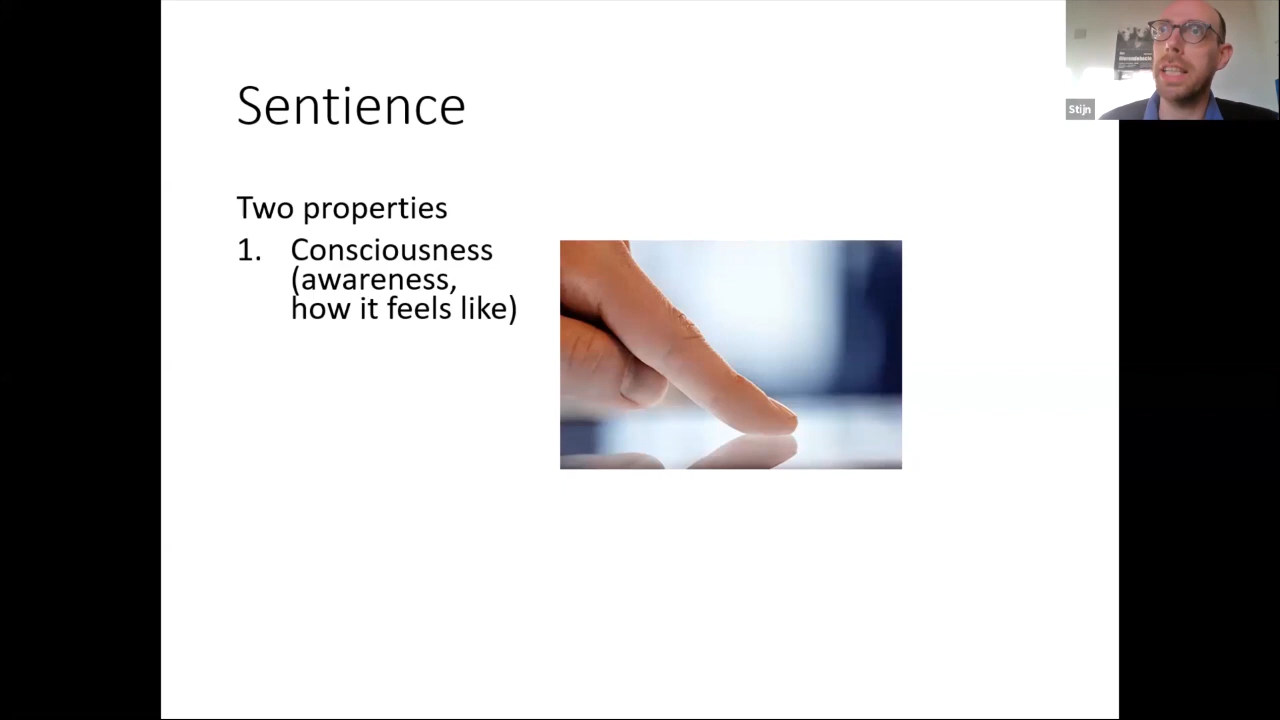 Sentience
Two properties
1. Consciousness
(awareness,
how it feels like)
Stijn